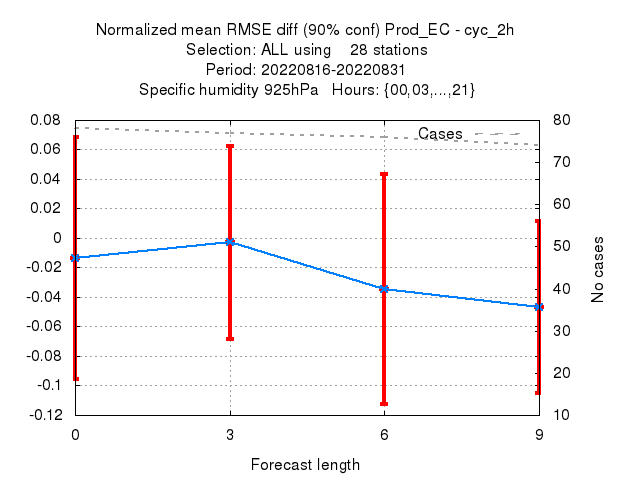 Normalized mean RMSE diff (90% conf) Prod_EC - cyc_2h
Selection: ALL using    28 stations
Period: 20220816-20220831
Specific humidity 925hPa   Hours: {00,03,...,21}
0.08
0.06
0.04
0.02
0
-0.02
-0.04
-0.06
-0.08
-0.1
-0.12
Cases
80
70
60
50
40
30
20
10
No cases
0 3 6 9
Forecast length